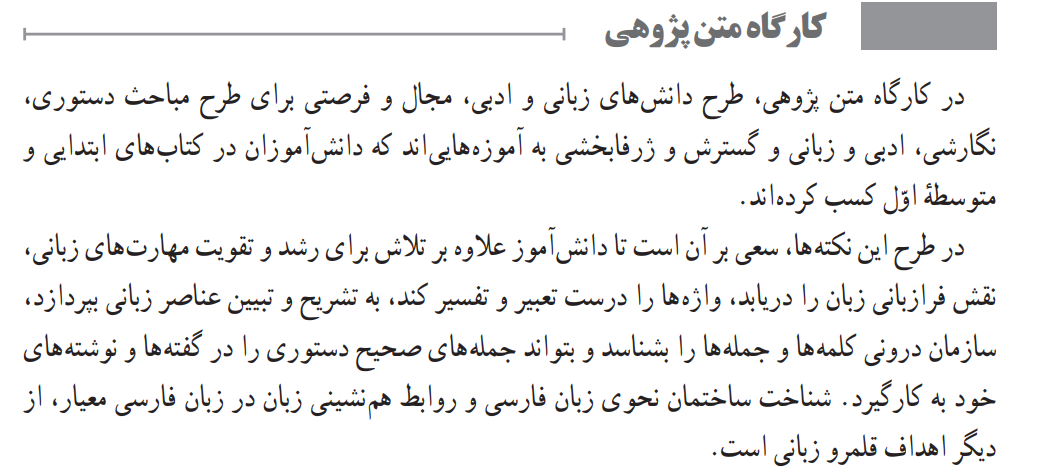 کارگاه متن پژوهی
در کارگاه متن پژوهی، طرح دانش‌های زبانی و ادبی، مجال و فرصتی برای طرح مباحث دستوری،
نگارشی، ادبی و زبانی و گسترش و ژرفابخشی به آموزه‌هایی‌اند که دانش‌آموزان در کتاب‌های ابتدایی و
متوسطهٔ اوّل کسب کرده‌اند.
در طرح این نکته‌ها، سعی بر آن است تا دانش‌آموز علاوه بر تلاش برای رشد و تقویت مهارت‌های زبانی،
نقش فرازبانی زبان را دریابد، واژه‌ها را درست تعبیر و تفسیر کند، به تشریح و تبیین عناصر زبانی بپردازد،
سازمان درونی کلمه‌ها و جمله‌ها را بشناسد و بتواند جمله‌های صحیح دستوری را در گفته‌ها و نوشته‌های
خود به کارگیرد. شناخت ساختمان نحوی زبان فارسی و روابط هم‌نشینی زبان در زبان فارسی معیار، از
دیگر اهداف قلمرو زبانی است.